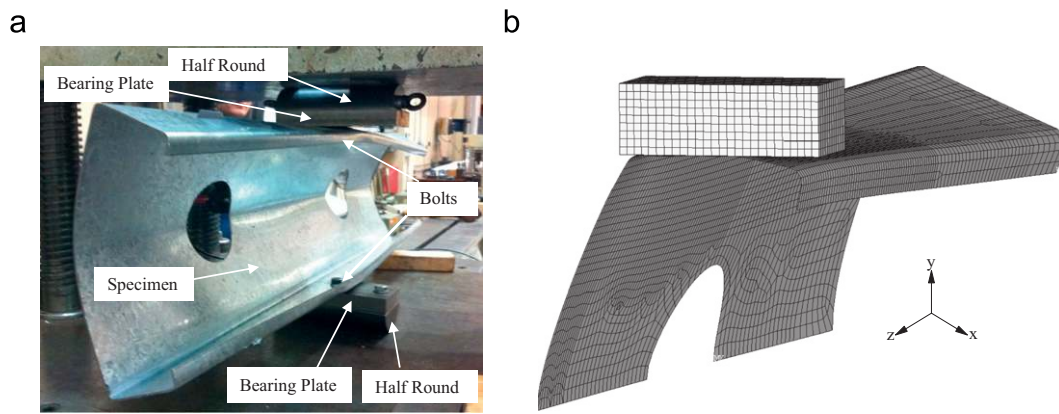 a
b
Half Round
Bearing Plate
Bolts
Specimen
Bearing Plate
Half Round
y
z
x